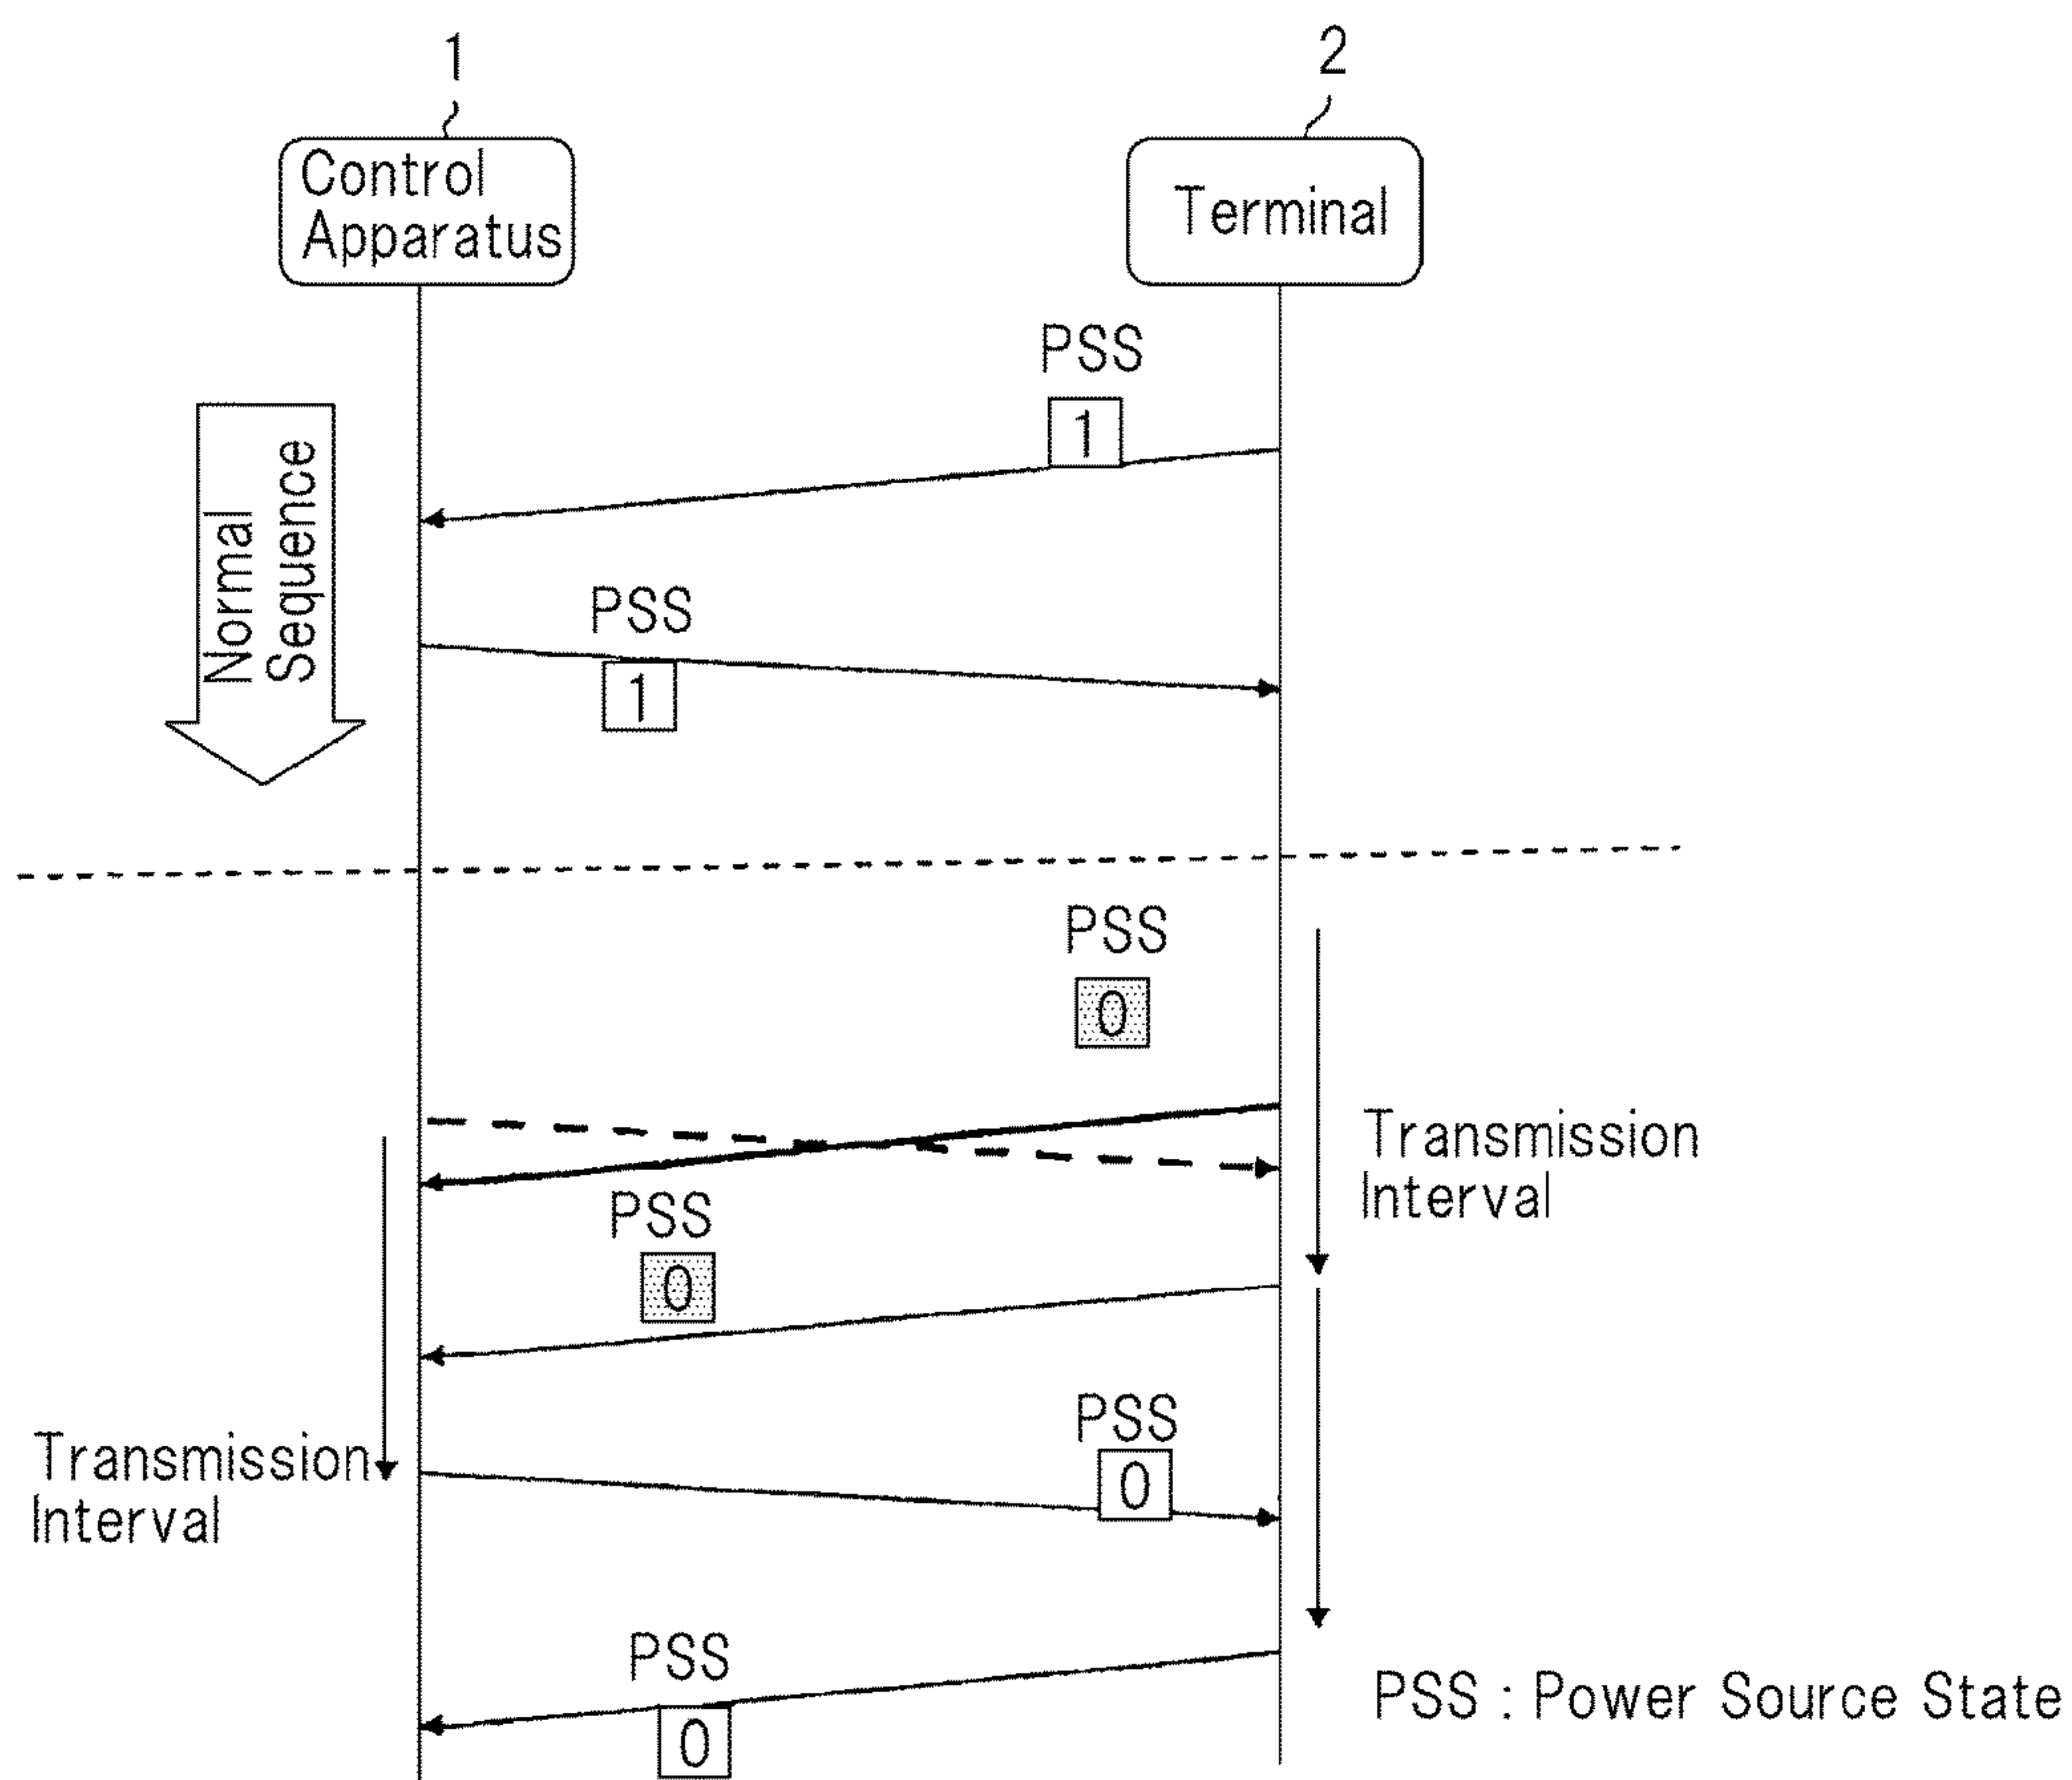 1
2
Control
Apparatus
Terminal
PSS
1
Normal
Sequence
PSS
1
PSS
0
Transmission
Interval
PSS
0
PSS
0
Transmission
Interval
PSS
0
PSS : Power Source State